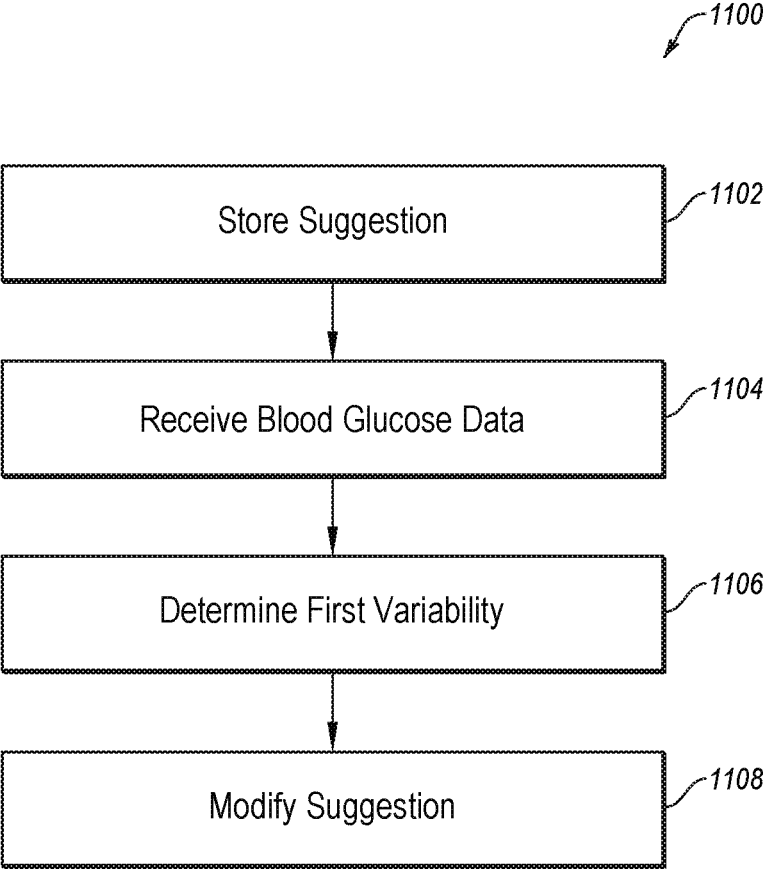 1100
Store Suggestion
1102
Receive Blood Glucose Data
1104
Determine First Variability
1106
Modify Suggestion
1108